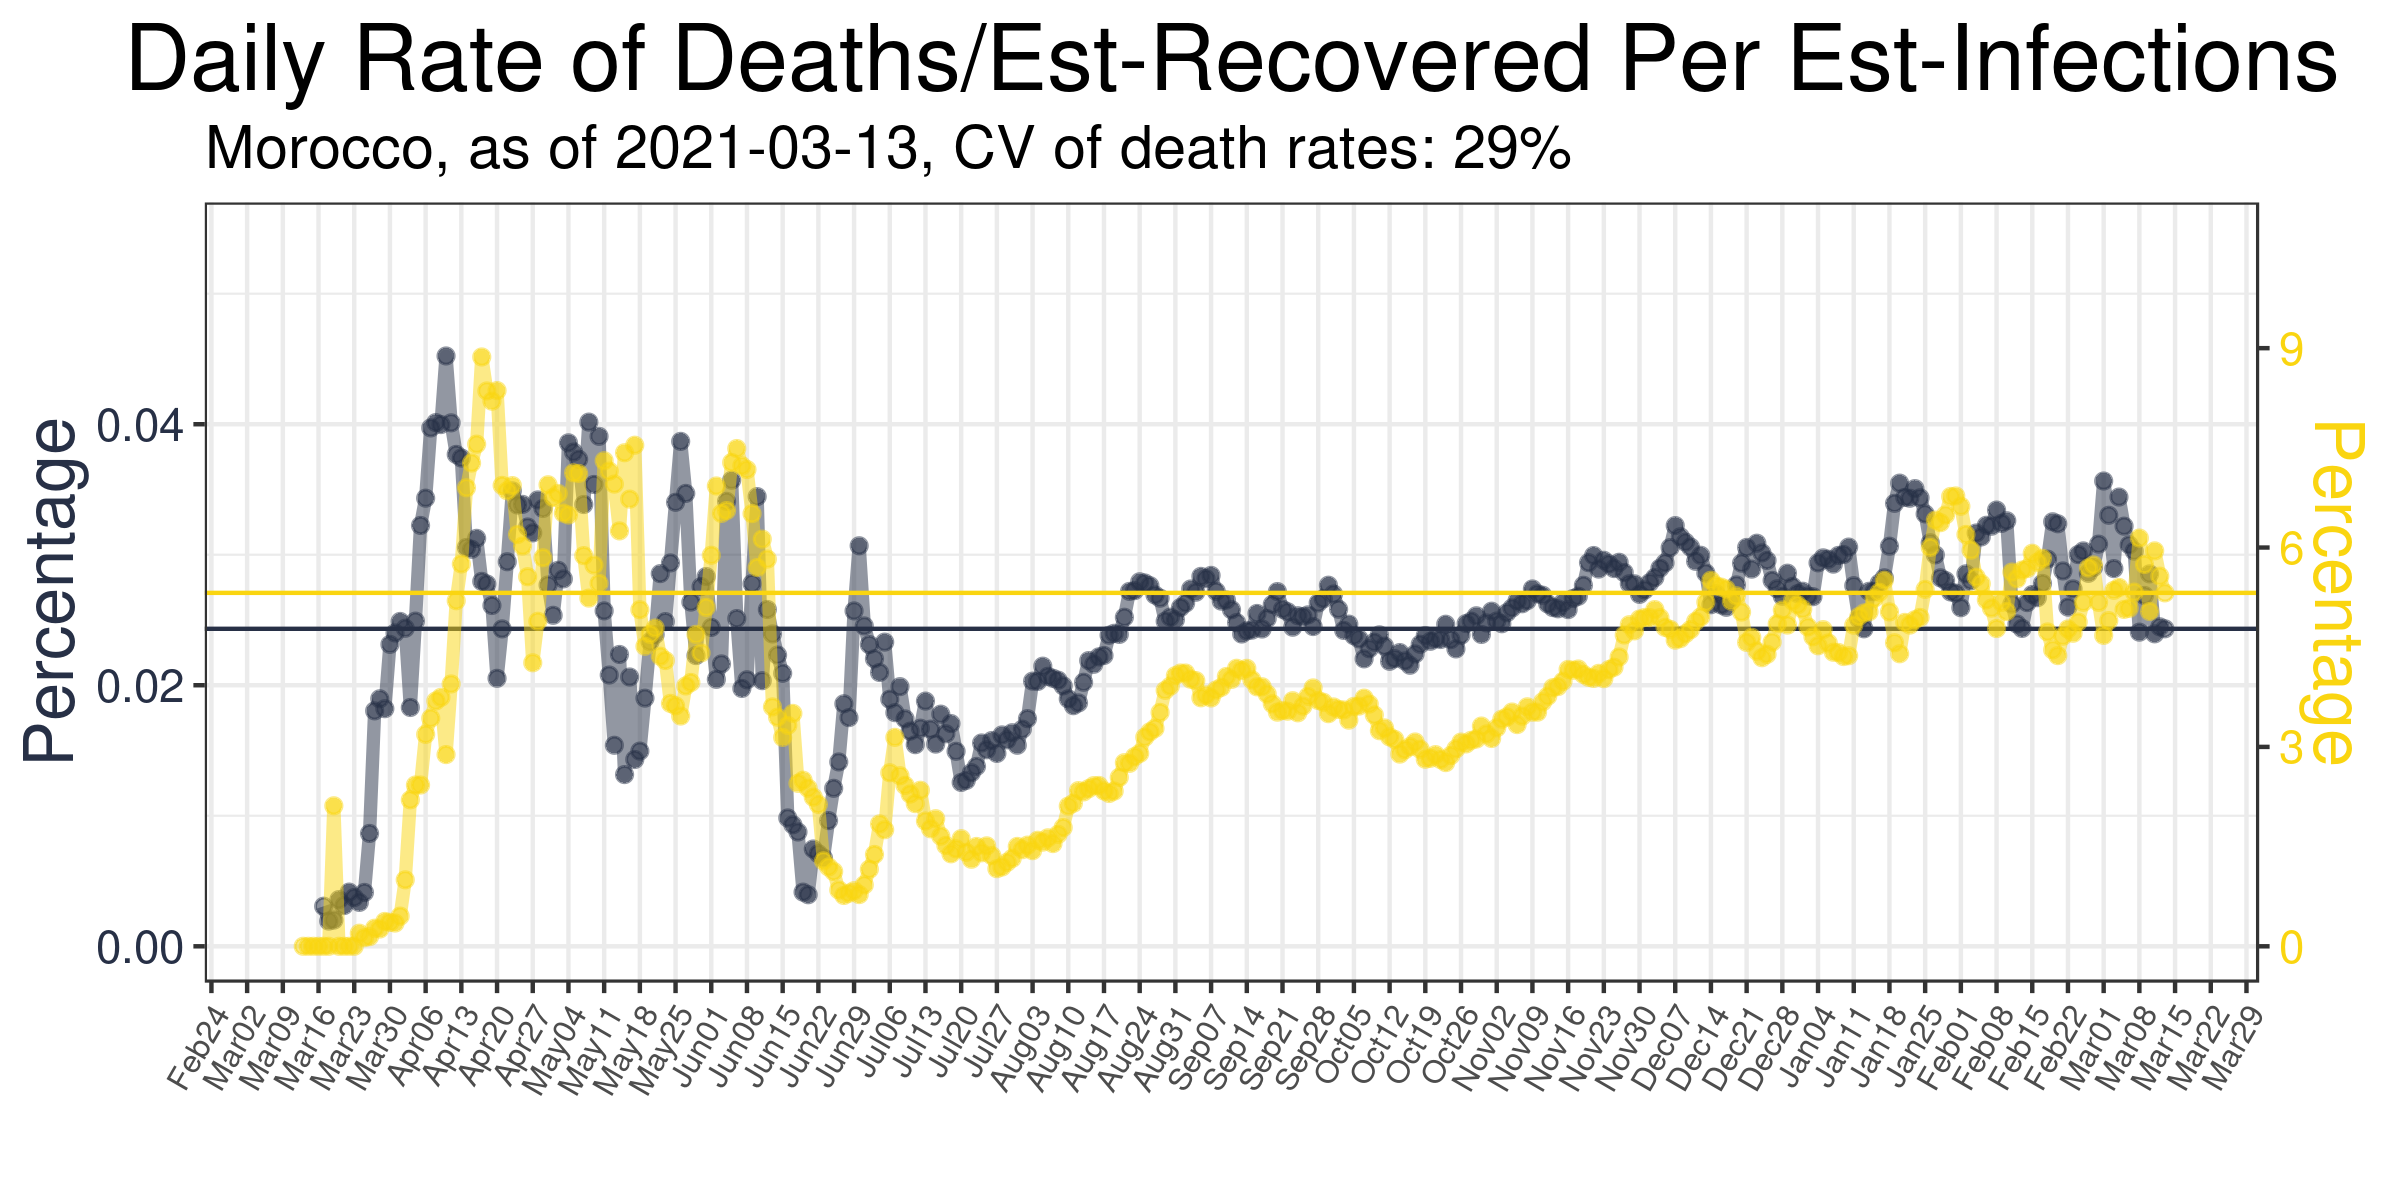 Daily Rate of Deaths/Est-Recovered Per Est-Infections
Morocco, as of 2021-03-13, CV of death rates: 29%
Percentage
0.04
0.02
0.00
9
6
3
0
Percentage
Feb24
Mar02
Mar09
Mar16
Mar23
Mar30
Apr06
Apr13
Apr20
Apr27
May04
May11
May18
May25
Jun01
Jun08
Jun15
Jun22
Jun29
Jul06
Jul13
Jul20
Jul27
Aug03
Aug10
Aug17
Aug24
Aug31
Sep07
Sep14
Sep21
Sep28
Oct05
Oct12
Oct19
Oct26
Nov02
Nov09
Nov16
Nov23
Nov30
Dec07
Dec14
Dec21
Dec28
Jan04
Jan11
Jan18
Jan25
Feb01
Feb08
Feb15
Feb22
Mar01
Mar08
Mar15
Mar22
Mar29